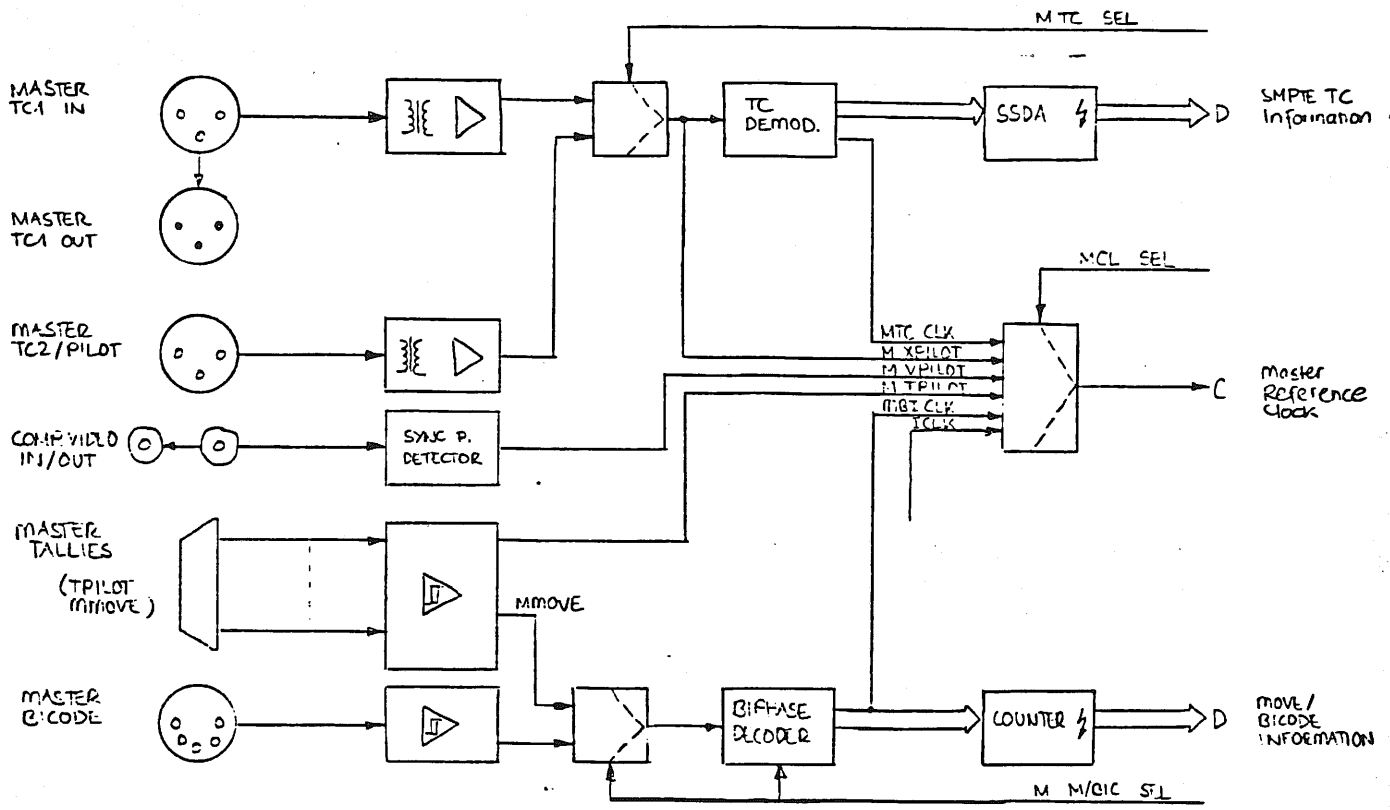 M TC SEL
MASTER
TC1 IN
TC
DEMOD.
SSDA
D
SMPTE TC
Information
MASTER
TC1 OUT
MCL SEL
MASTER
TC2/PILOT
MTC CLK
M XPILOT
M VPILOT
M TPILOT
MBI CLK
ICLK
C
Master
Reference
Clock
COMP. VIDEO
IN/OUT
SYNC P.
DETECTOR
MASTER
TALLIES
(TPILOT
MMOVE)
MMOVE
MASTER
BICODE
BIPHASE
DECODER
COUNTER
D
MOVE/
BICODE
INFORMATION
M M/BIC SEL